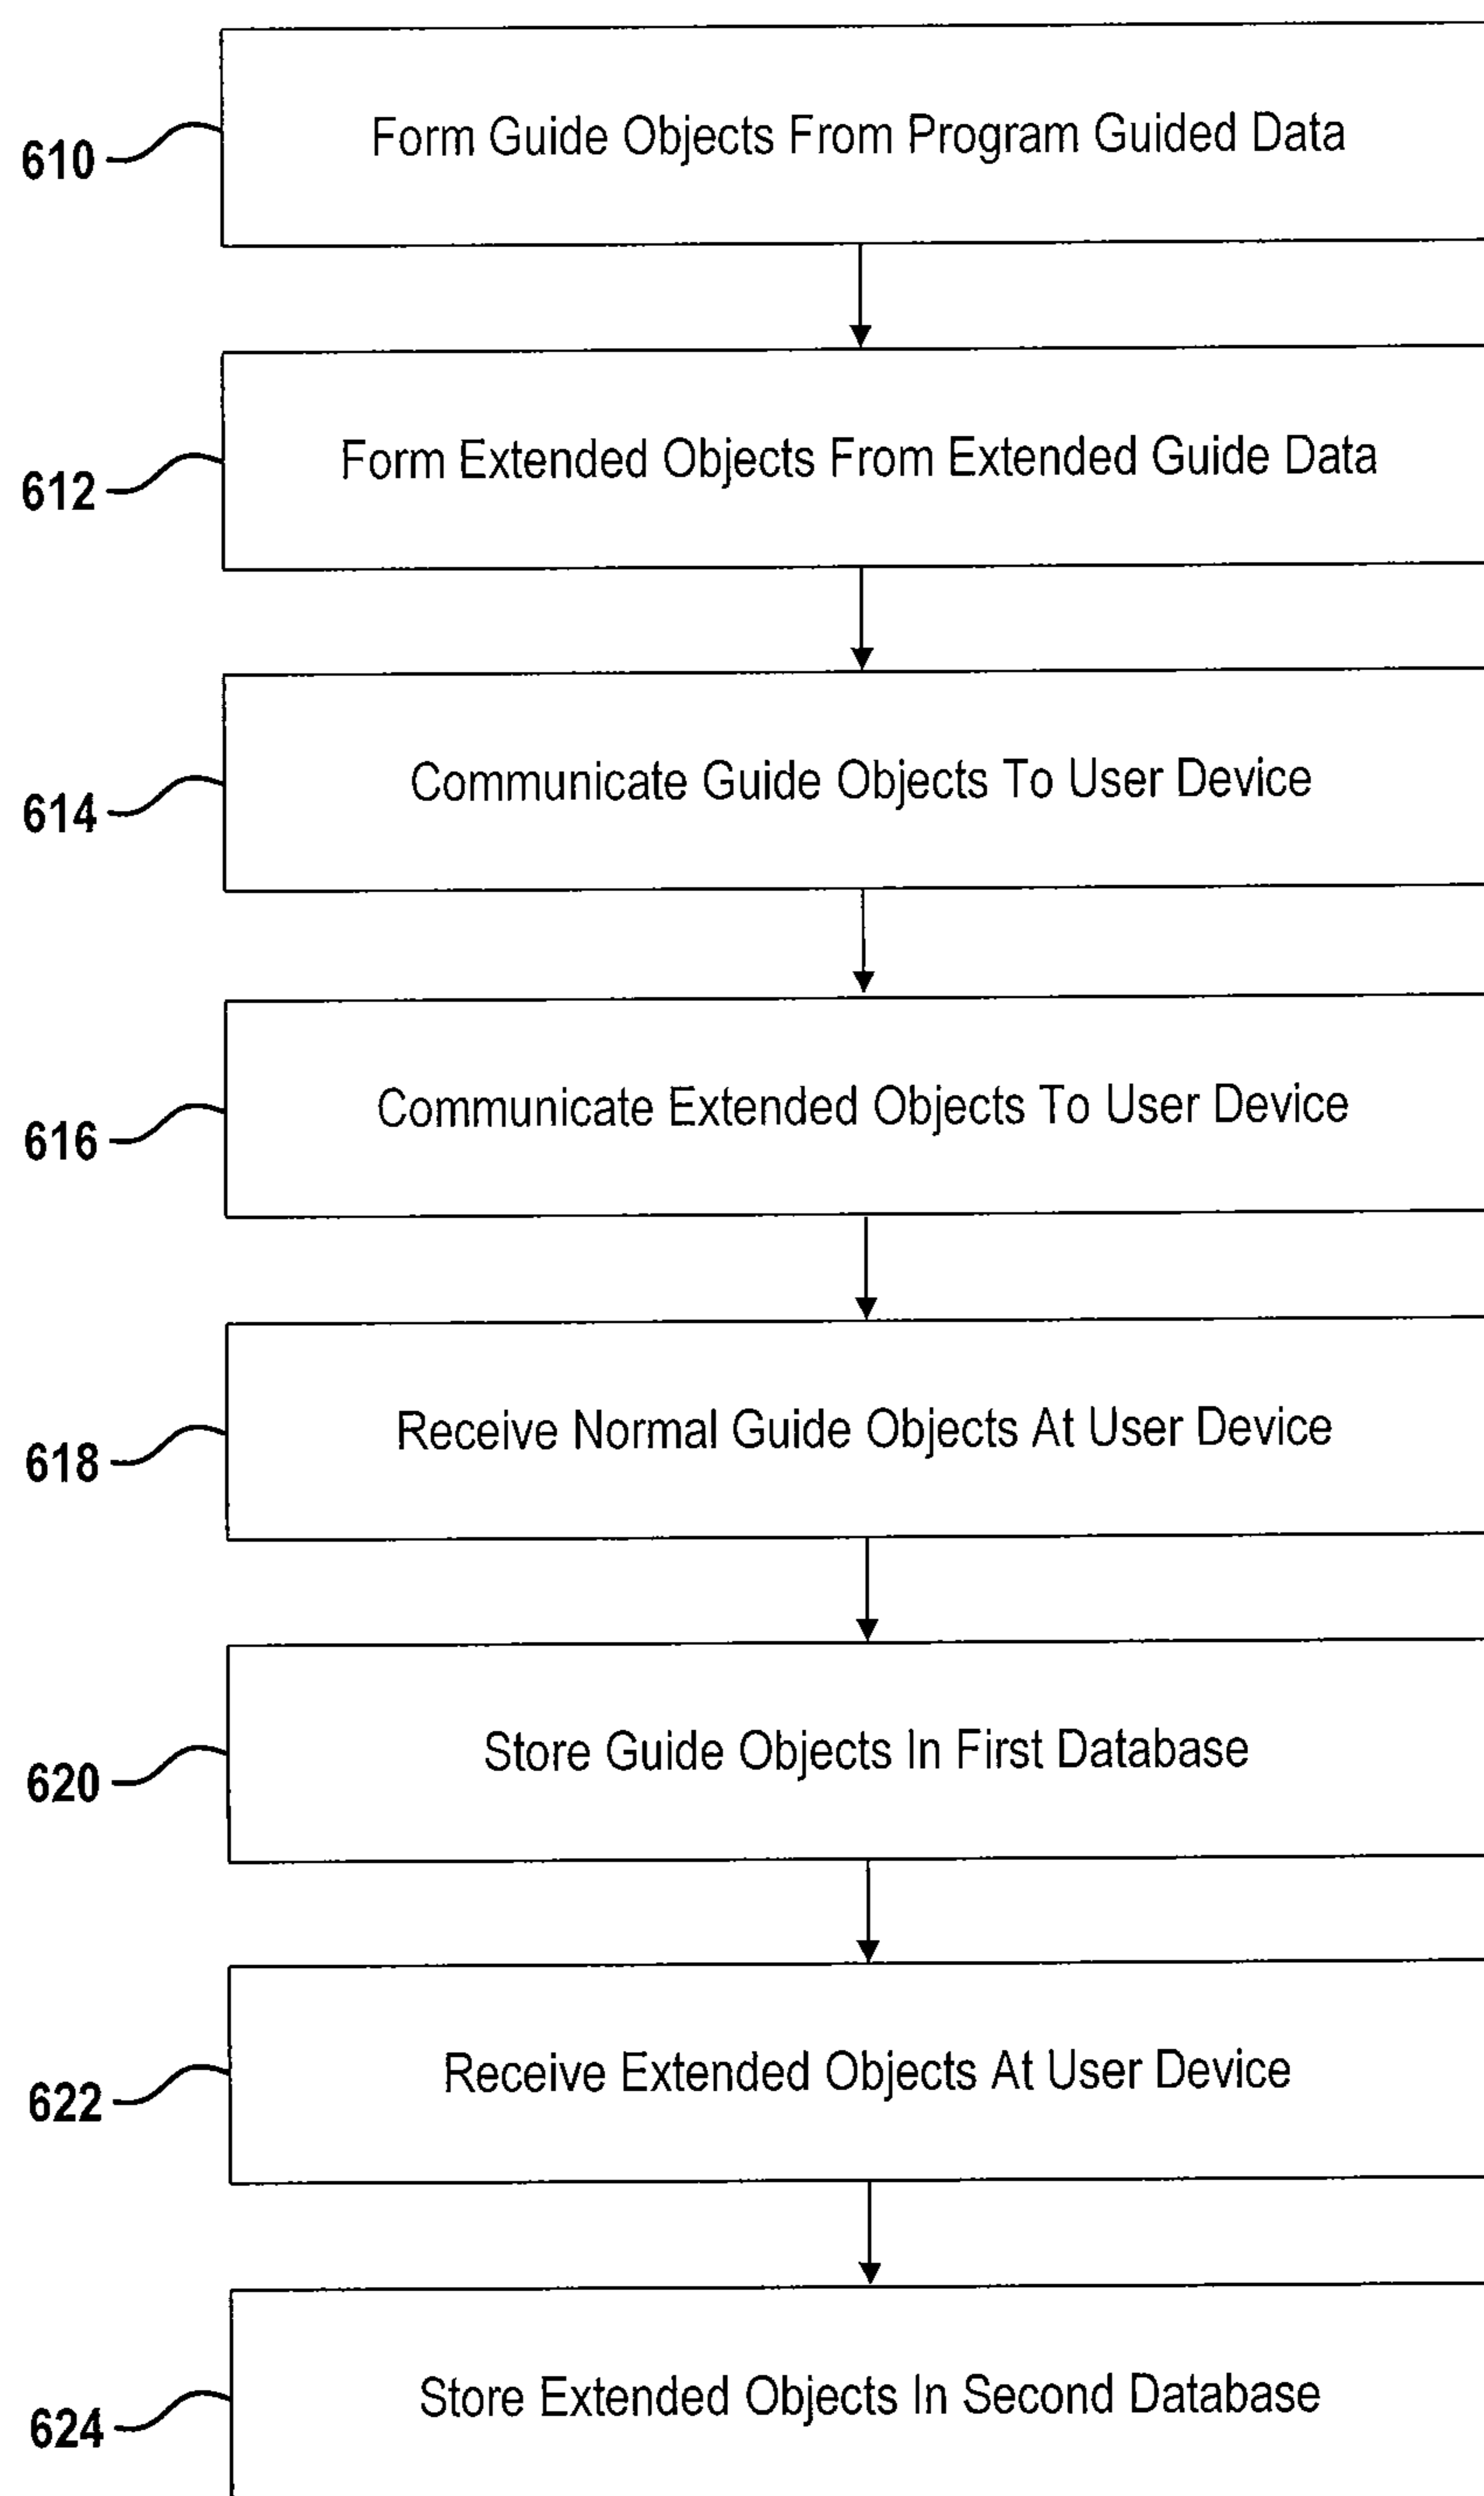 610 Form Guide Objects From Program Guided Data
612 Form Extended Objects From Extended Guide Data
614 Communicate Guide Objects To User Device
616 Communicate Extended Objects To User Device
618 Receive Normal Guide Objects At User Device
620 Store Guide Objects In First Database
622 Receive Extended Objects At User Device
624 Store Extended Objects In Second Database